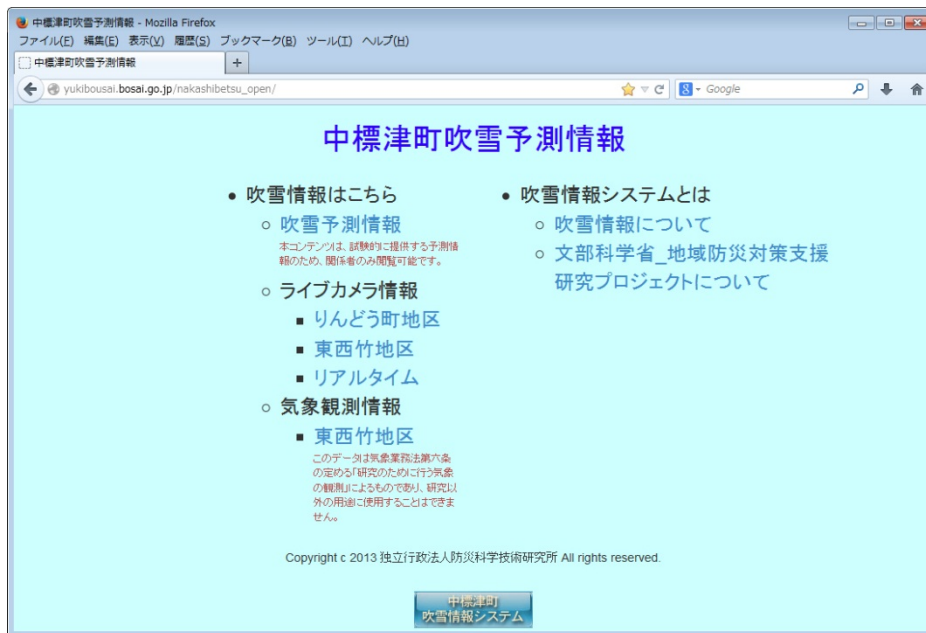 中標津町吹雪予測情報 - Mozilla Firefox
ファイル(F) 編集(E) 表示(V) 履歴(S) ブックマーク(B) ツール(T) ヘルプ(H)
中標津町吹雪予測情報
yukibousai.bosai.go.jp/nakashibetsu_open/
Google
中標津町吹雪予測情報
吹雪情報はこちら
吹雪予測情報
本コンテンツは、試験的に提供する予測情
報のため、関係者のみ閲覧可能です。
ライブカメラ情報
りんどう町地区
東西竹地区
リアルタイム
気象観測情報
東西竹地区
このデータは気象業務法第六条
の定める「研究のために行う気象
の観測」によるものであり、研究以
外の用途に使用することはできま
せん。
吹雪情報システムとは
吹雪情報について
文部科学省_地域防災対策支援
研究プロジェクトについて
Copyright c 2013 独立行政法人防災科学技術研究所 All rights reserved.
中標津町
吹雪情報システム